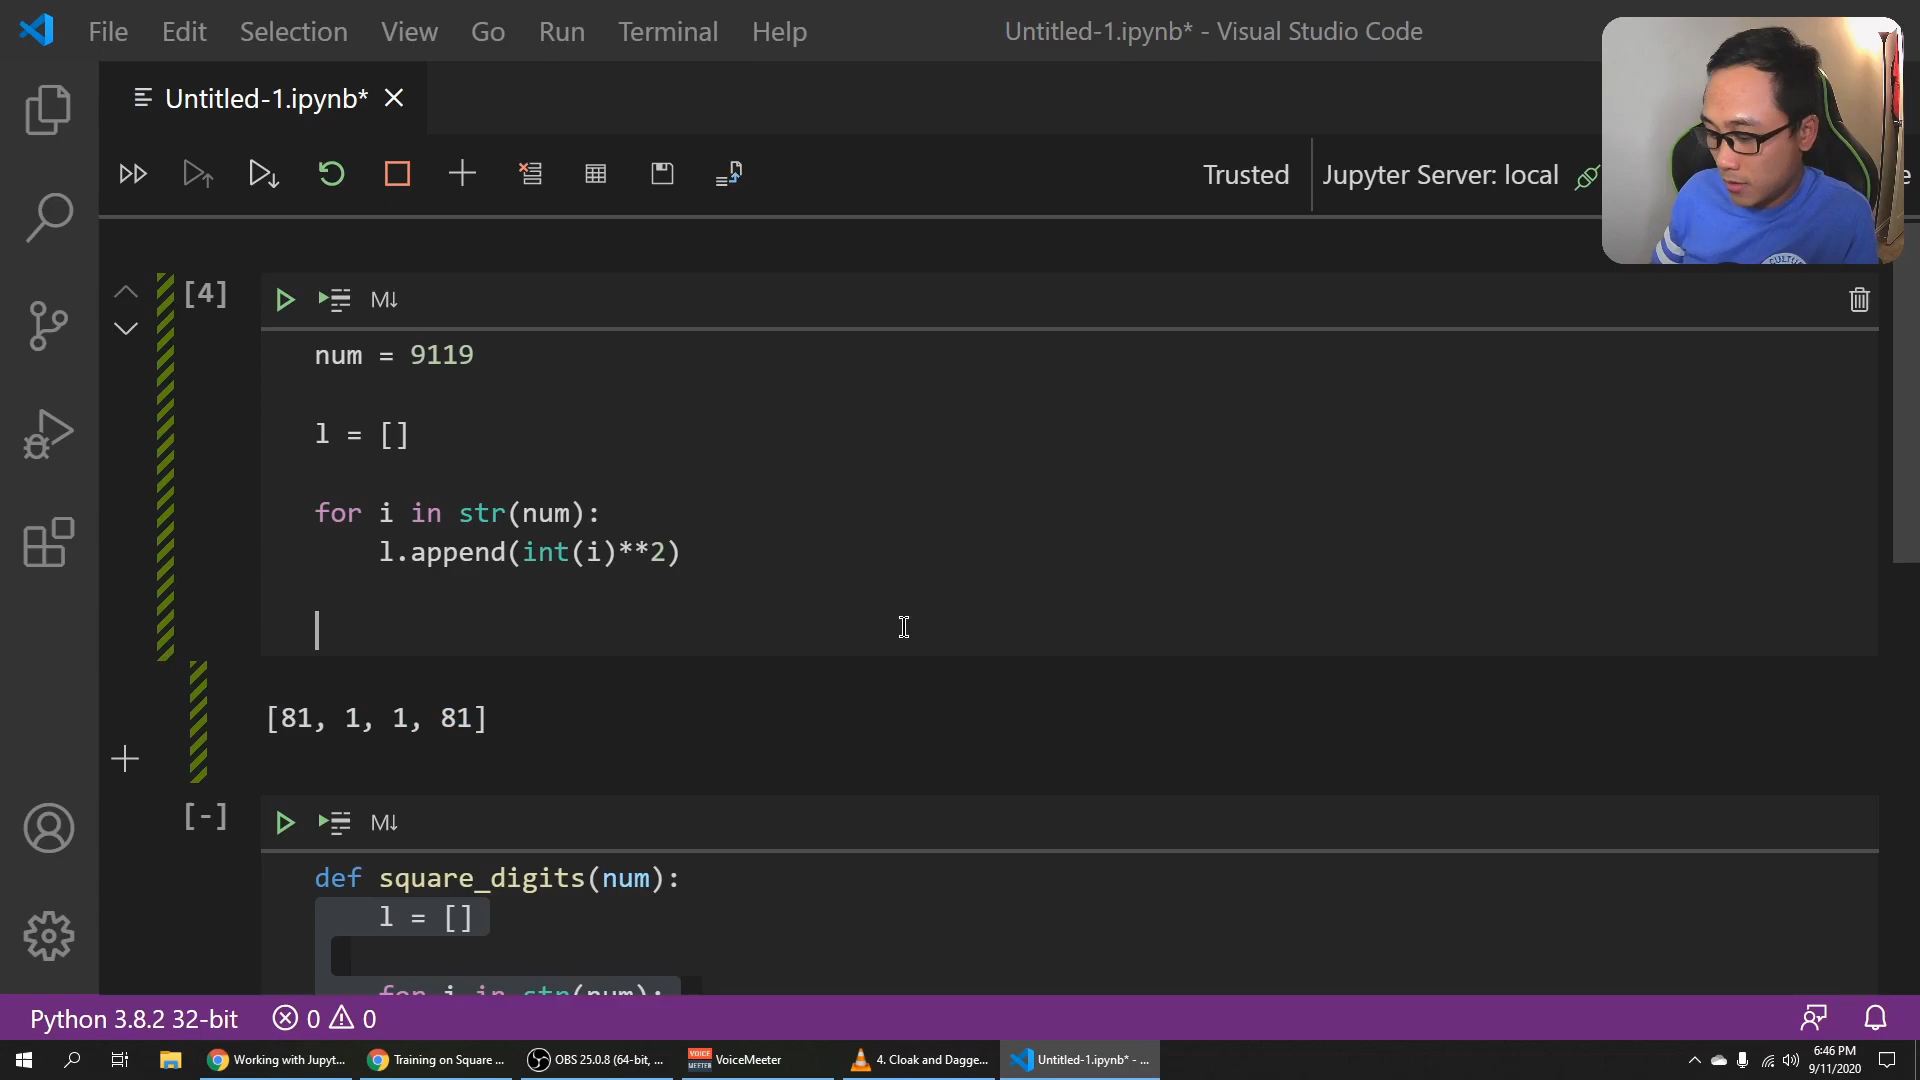 File Edit Selection View Go Run Terminal Help
Untitled-1.ipynb* - Visual Studio Code
Untitled-1.ipynb*
Trusted
Jupyter Server: local
[4]
M↓
num = 9119
l = []
for i in str(num):
l.append(int(i)**2)
[81, 1, 1, 81]
[-]
M↓
def square_digits(num):
l = []
for i in str(num):
Python 3.8.2 32-bit
0
0
Working with Jupyt...
Training on Square ...
OBS 25.0.8 (64-bit, ...
VOICE MEETER
VoiceMeeter
4. Cloak and Dagge...
Untitled-1.ipynb* - ...
6:46 PM
9/11/2020